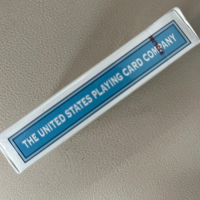 THE UNITED STATES PLAYING CARD COMPANY